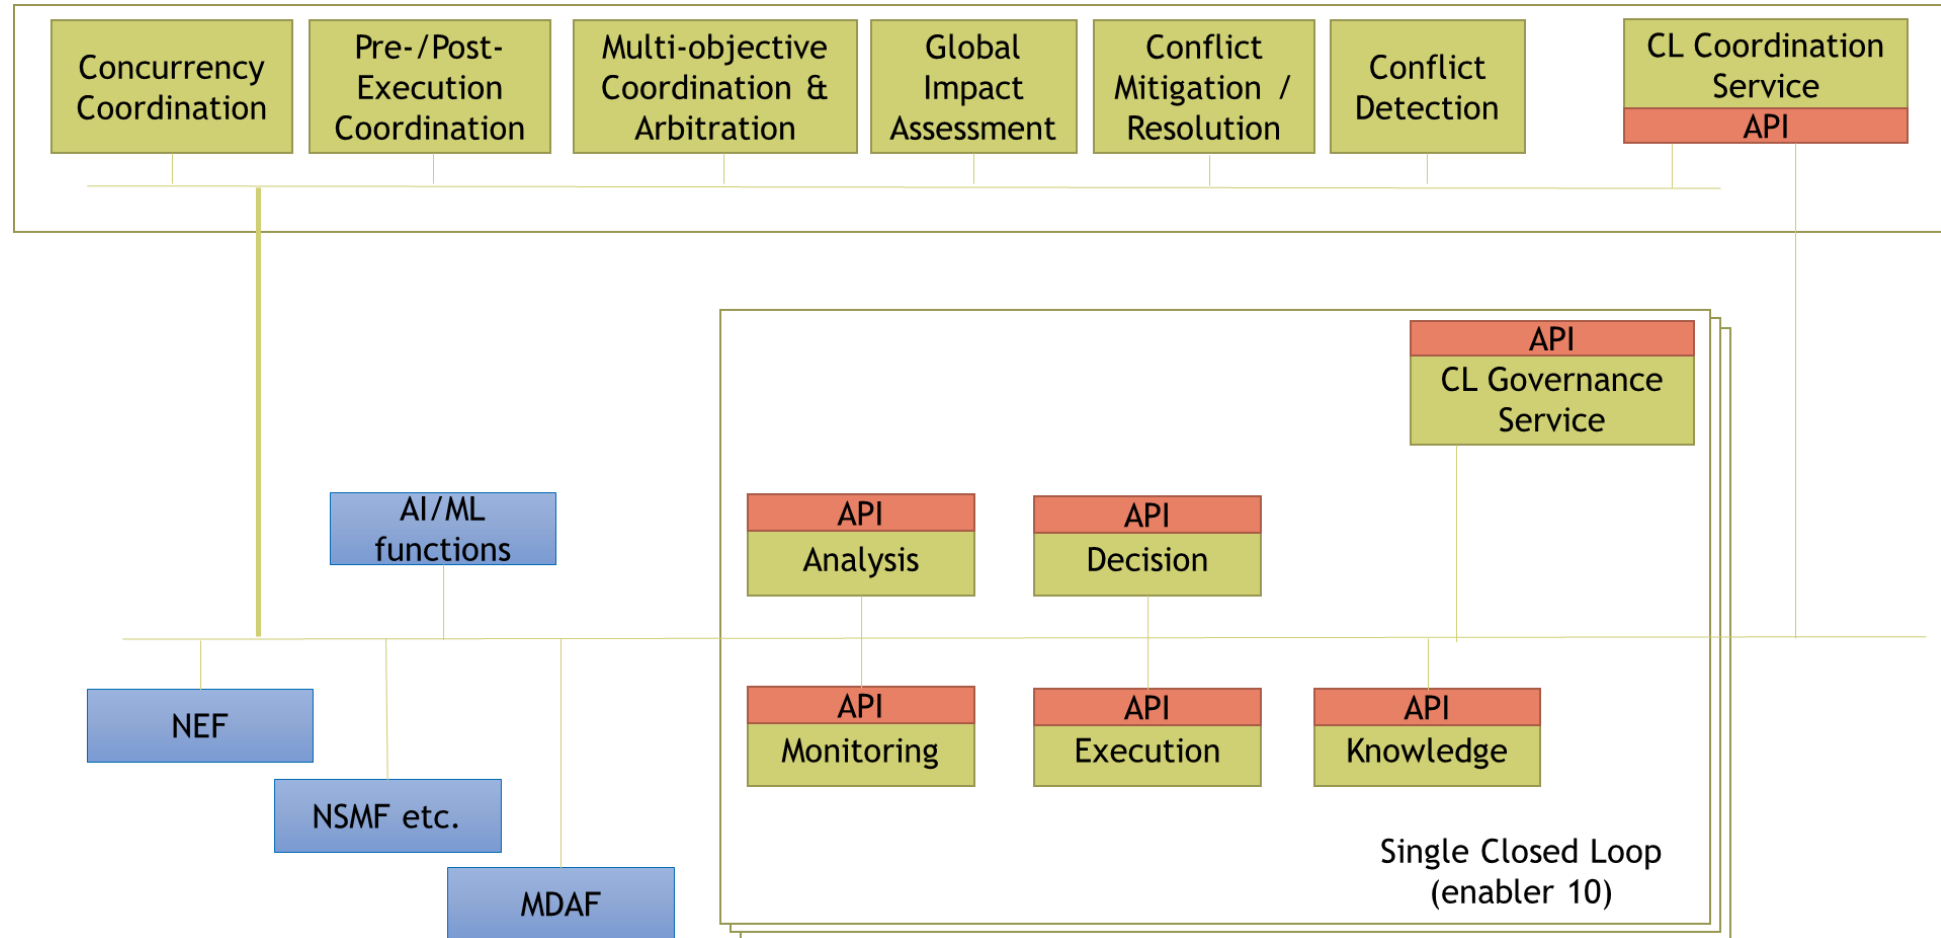 Concurrency
Coordination
Pre-/Post-
Execution
Coordination
Multi-objective
Coordination &
Arbitration
Global
Impact
Assessment
Conflict
Mitigation /
Resolution
Conflict
Detection
CL Coordination
Service
API
API
CL Governance
Service
AI/ML
functions
API
Analysis
API
Decision
NEF
API
Monitoring
API
Execution
API
Knowledge
NSMF etc.
MDAF
Single Closed Loop
(enabler 10)